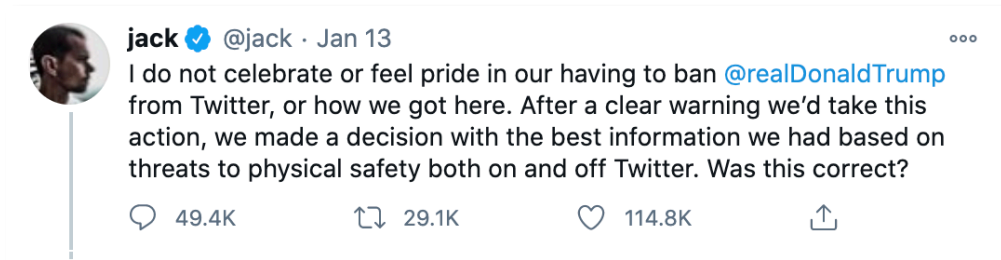 jack @jack · Jan 13
I do not celebrate or feel pride in our having to ban @realDonaldTrump
from Twitter, or how we got here. After a clear warning we’d take this
action, we made a decision with the best information we had based on
threats to physical safety both on and off Twitter. Was this correct?
49.4K 29.1K 114.8K